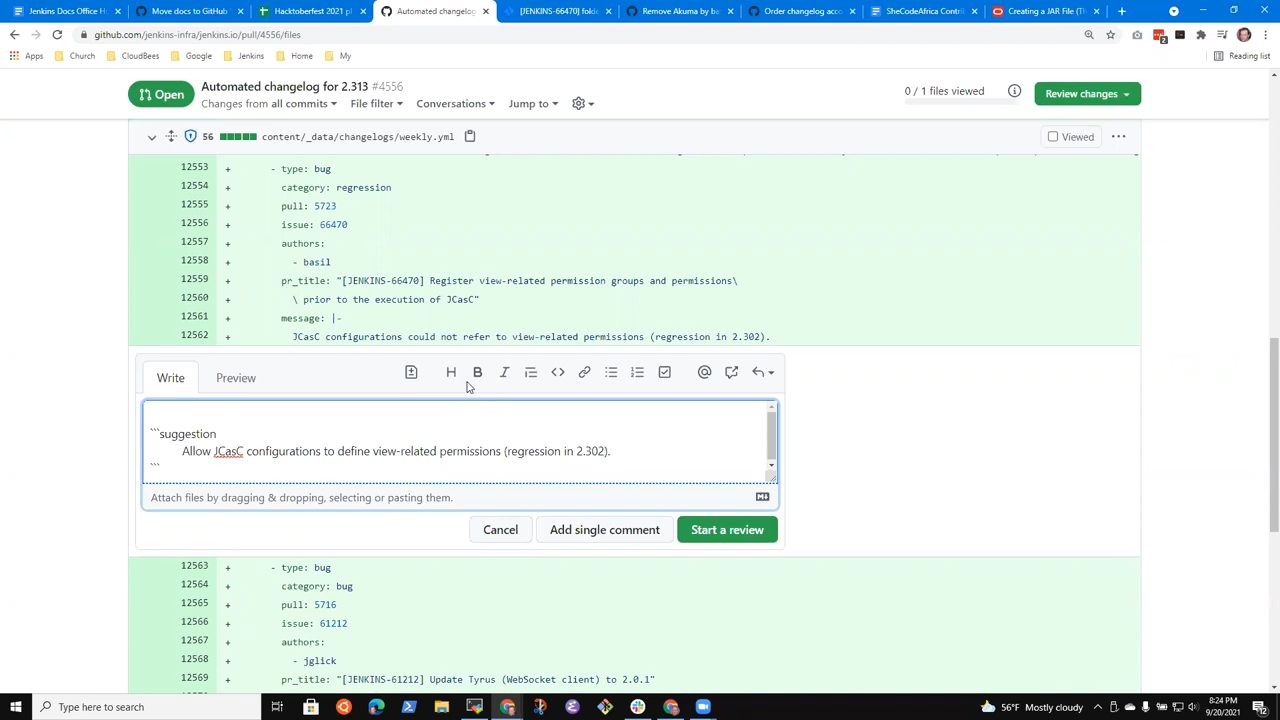 Jenkins Docs Office H
Move docs to GitHub
Hacktoberfest 2021 pl
Automated changelog
[JENKINS-66470] folde
Remove Akuma by ba
Order changelog acco
SheCodeAfrica Contri
Creating a JAR File (Th
github.com/jenkins-infra/jenkins.io/pull/4556/files
Apps
Church
CloudBees
Google
Jenkins
Home
My
Reading list
Open
Automated changelog for 2.313 #4556
Changes from all commits
File filter
Conversations
Jump to
0 / 1 files viewed
Review changes
56
content/_data/changelogs/weekly.yml
Viewed
12553 + - type: bug
12554 + category: regression
12555 + pull: 5723
12556 + issue: 66470
12557 + authors:
12558 + - basil
12559 + pr_title: "[JENKINS-66470] Register view-related permission groups and permissions\
12560 + \ prior to the execution of JCasC"
12561 + message: |-
12562 + JCasC configurations could not refer to view-related permissions (regression in 2.302).
Write
Preview
```suggestion
Allow JCasC configurations to define view-related permissions (regression in 2.302).
```
Attach files by dragging & dropping, selecting or pasting them.
Cancel
Add single comment
Start a review
12563 + - type: bug
12564 + category: bug
12565 + pull: 5716
12566 + issue: 61212
12567 + authors:
12568 + - jglick
12569 + pr_title: "[JENKINS-61212] Update Tyrus (WebSocket client) to 2.0.1"
Type here to search
56°F Mostly cloudy
8:24 PM
9/20/2021